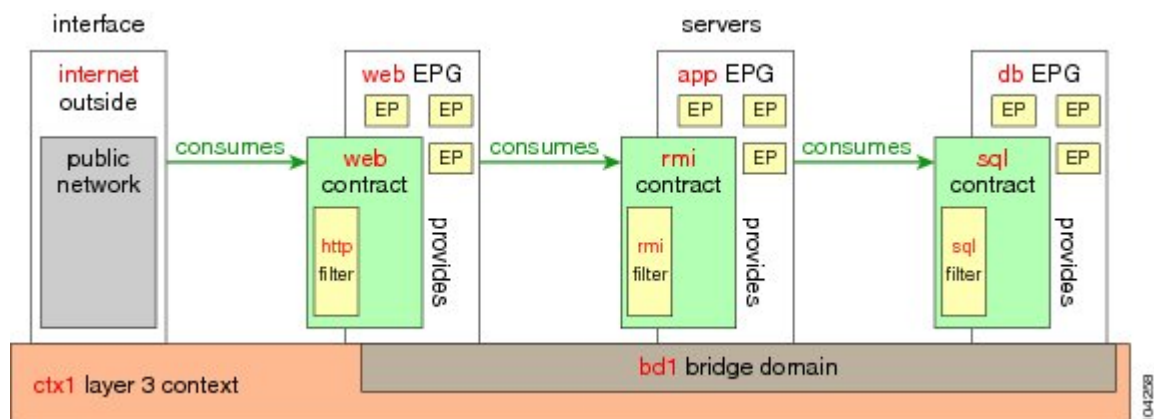 interface
servers
internet
outside
public
network
consumes
web EPG
EP EP
EP
web
contract
http
filter
provides
consumes
app EPG
EP EP
EP
rmi
contract
rmi
filter
provides
consumes
db EPG
EP EP
EP
sql
contract
sql
filter
provides
bd1 bridge domain
ctx1 layer 3 context
04258